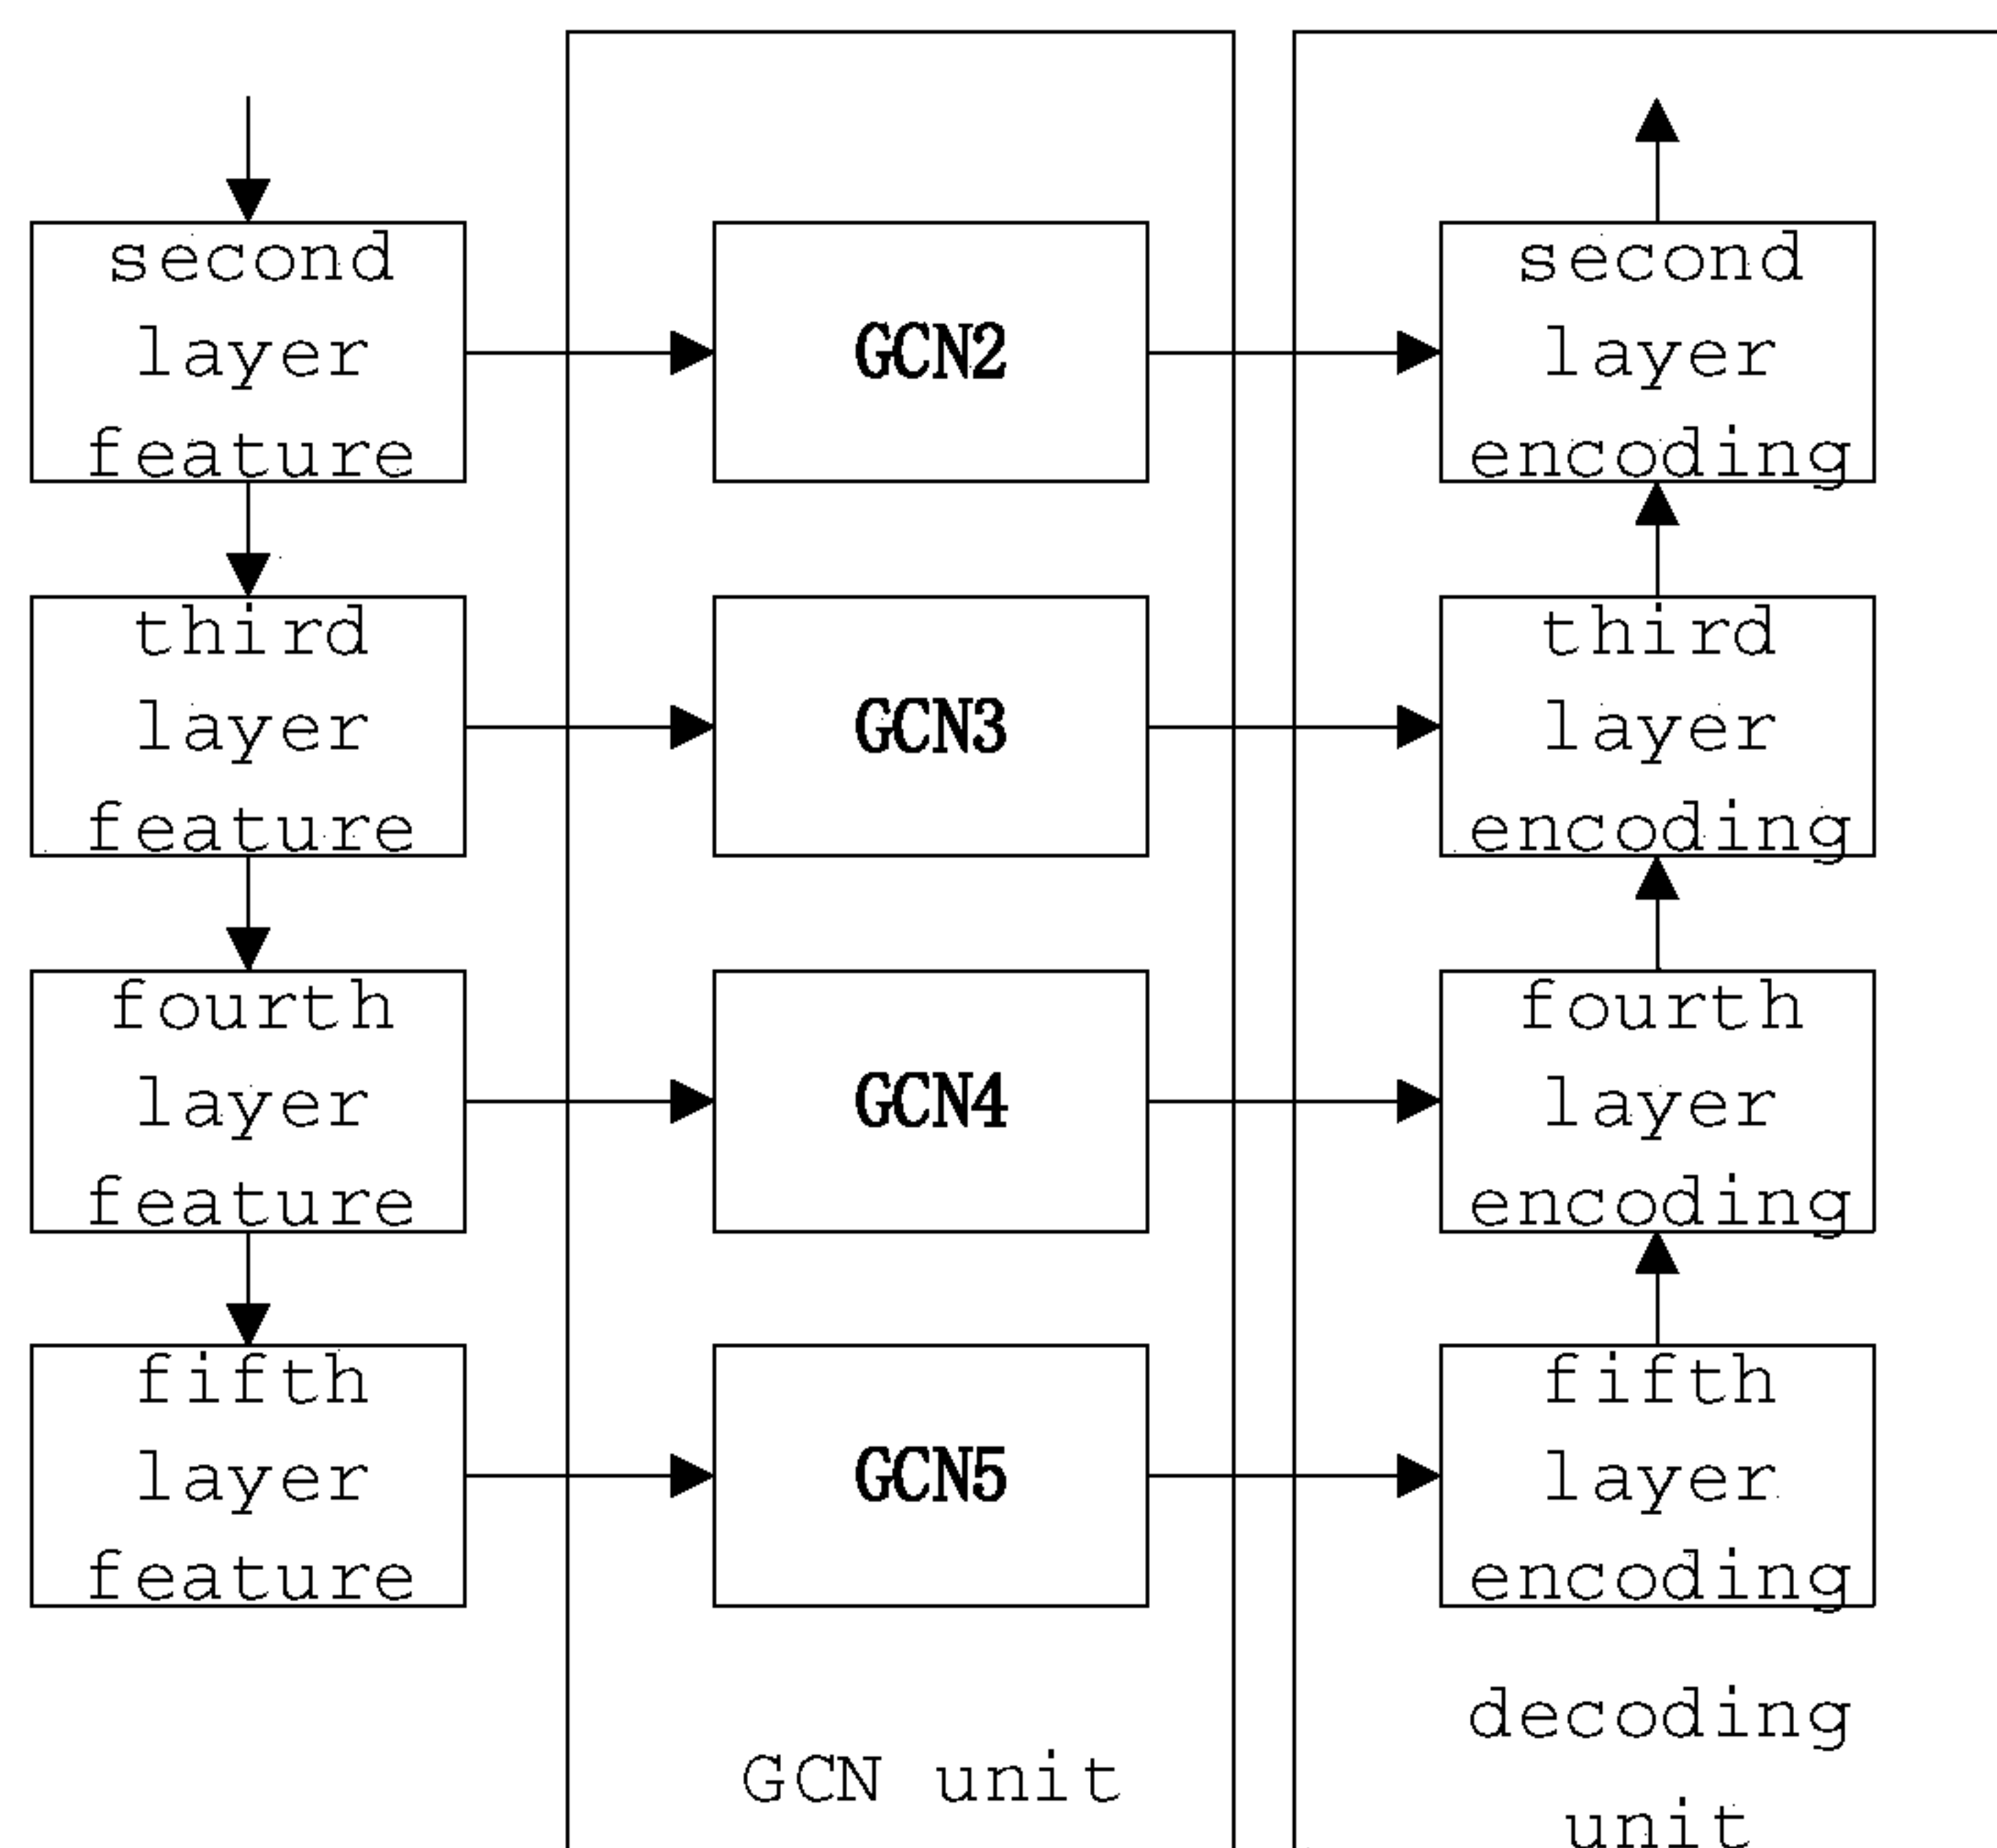 second
layer
feature
GCN2
second
layer
encoding
third
layer
feature
GCN3
third
layer
encoding
fourth
layer
feature
GCN4
fourth
layer
encoding
fifth
layer
feature
GCN5
fifth
layer
encoding
GCN unit
decoding
unit